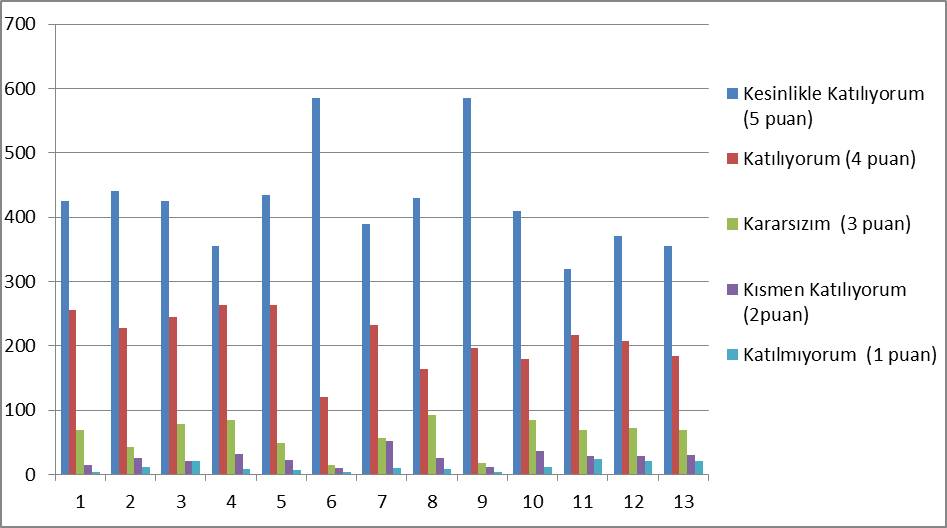 700
600
500
400
300
200
100
0
1 2 3 4 5 6 7 8 9 10 11 12 13
Kesinlikle Katılıyorum
(5 puan)
Katılıyorum (4 puan)
Kararsızım  (3 puan)
Kısmen Katılıyorum
(2puan)
Katılmıyorum  (1 puan)